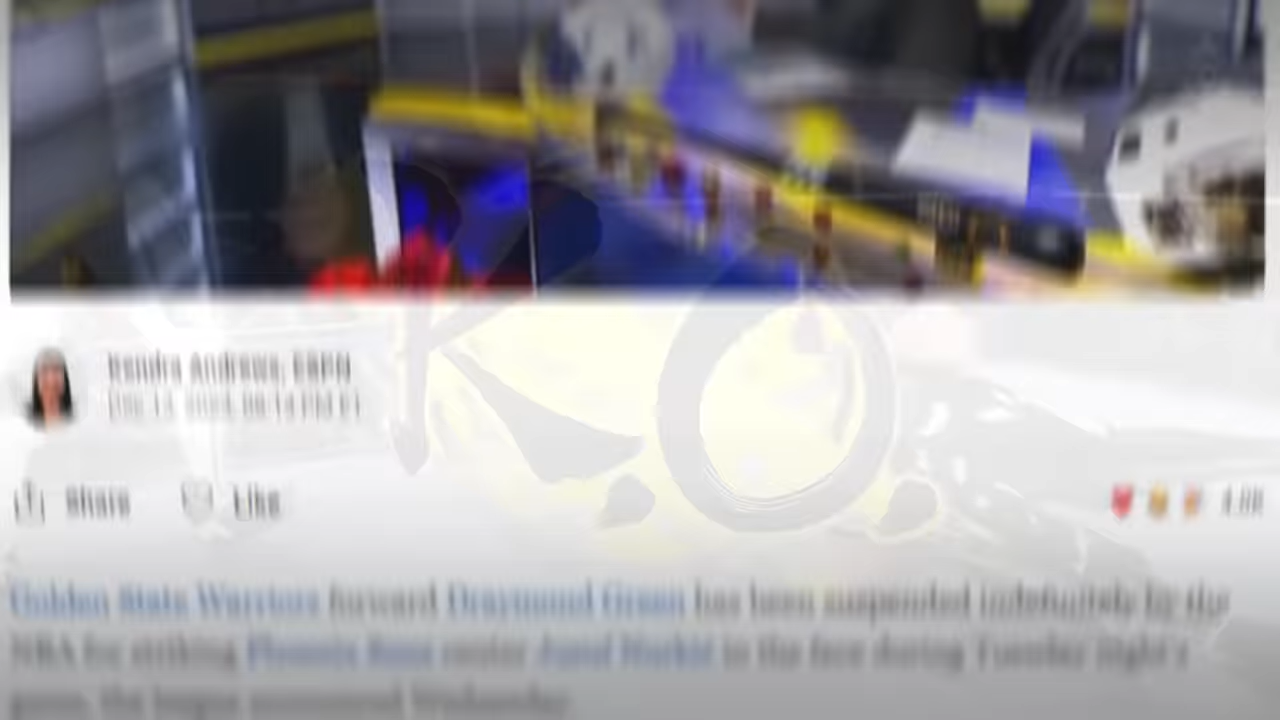 K.O.
Kendra Andrews, ESPN
Share Like
Golden State Warriors forward Draymond Green has been suspended indefinitely by the
NBA for striking Phoenix Suns center Jusuf Nurkic in the face during Tuesday night's
game, the league announced Wednesday.